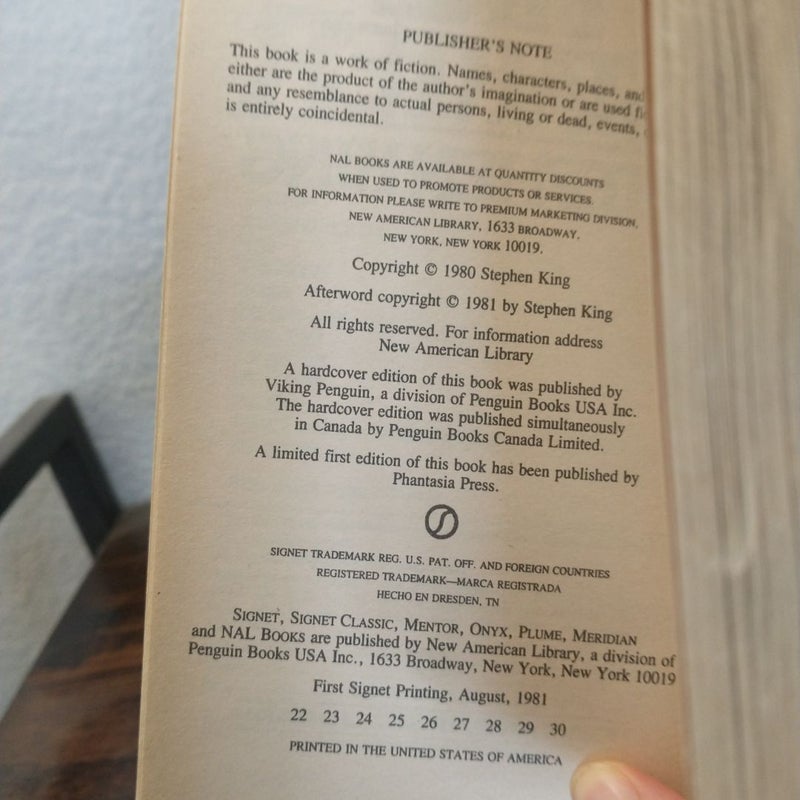 PUBLISHER'S NOTE
This book is a work of fiction. Names, characters, places, and
either are the product of the author's imagination or are used
and any resemblance to actual persons, living or dead, events,
is entirely coincidental.
NAL BOOKS ARE AVAILABLE AT QUANTITY DISCOUNTS
WHEN USED TO PROMOTE PRODUCTS OR SERVICES.
FOR INFORMATION PLEASE WRITE TO PREMIUM MARKETING DIVISION,
NEW AMERICAN LIBRARY, 1633 BROADWAY.
NEW YORK, NEW YORK 10019.
Copyright © 1980 Stephen King
Afterword copyright © 1981 by Stephen King
All rights reserved. For information address
New American Library
A hardcover edition of this book was published by
Viking Penguin, a division of Penguin Books USA Inc.
The hardcover edition was published simultaneously
in Canada by Penguin Books Canada Limited.
A limited first edition of this book has been published by
Phantasia Press.
SIGNET TRADEMARK REG. U.S. PAT. OFF. AND FOREIGN COUNTRIES
REGISTERED TRADEMARK—MARCA REGISTRADA
HECHO EN DRESDEN, TN
SIGNET, SIGNET CLASSIC, MENTOR, ONYX, PLUME, MERIDIAN
and NAL BOOKS are published by New American Library, a division of
Penguin Books USA Inc., 1633 Broadway, New York, New York 10019
First Signet Printing, August, 1981
22 23 24 25 26 27 28 29 30
PRINTED IN THE UNITED STATES OF AMERICA